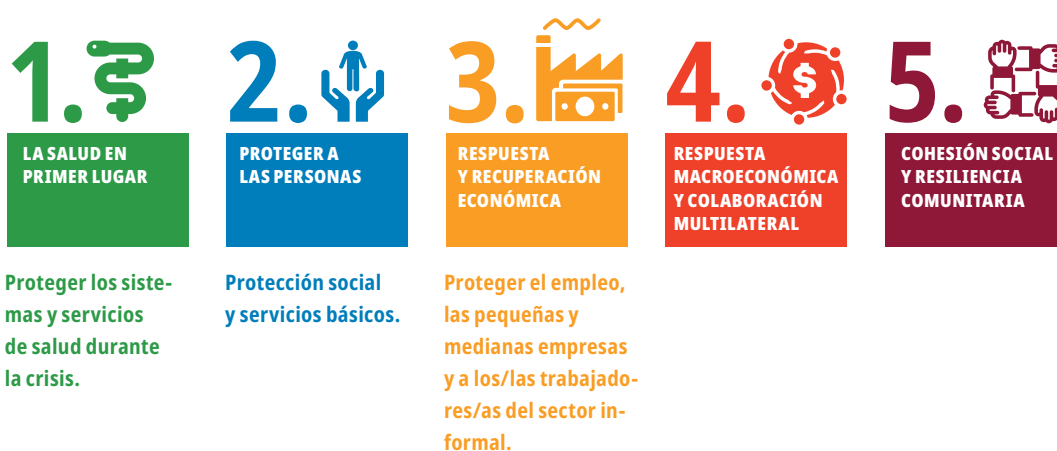 1.
LA SALUD EN
PRIMER LUGAR
Proteger los siste-
mas y servicios
de salud durante
la crisis.
2.
PROTEGER A
LAS PERSONAS
Protección social
y servicios básicos.
3.
RESPUESTA
Y RECUPERACIÓN
ECONÓMICA
Proteger el empleo,
las pequeñas y
medianas empresas
y a los/las trabajado-
res/as del sector in-
formal.
4.
$
RESPUESTA
MACROECONÓMICA
Y COLABORACIÓN
MULTILATERAL
5.
COHESIÓN SOCIAL
Y RESILIENCIA
COMUNITARIA